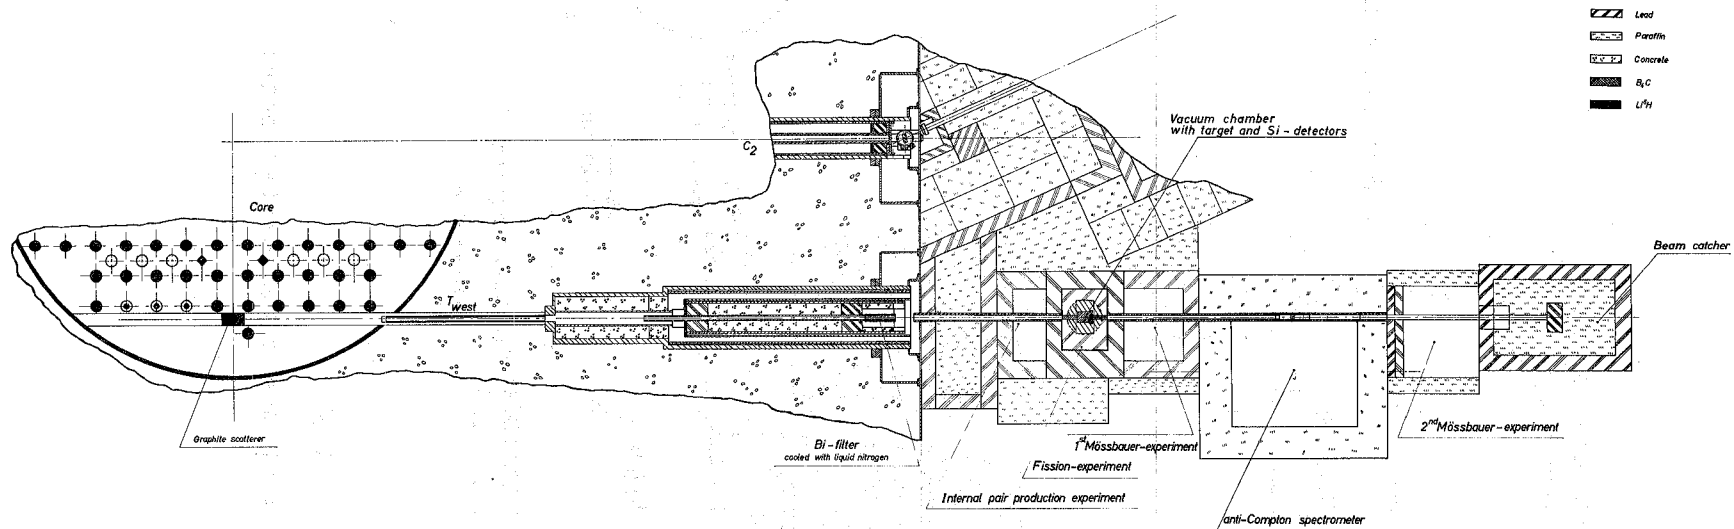 Lead
Paraffin
Concrete
B₄C
Li⁶H
Vacuum chamber
with target and Si-detectors
C₂
Core
Beam catcher
T west
Graphite scatterer
Bi-filter
cooled with liquid nitrogen
1st Mössbauer-experiment
2nd Mössbauer-experiment
Fission-experiment
Internal pair production experiment
anti-Compton spectrometer